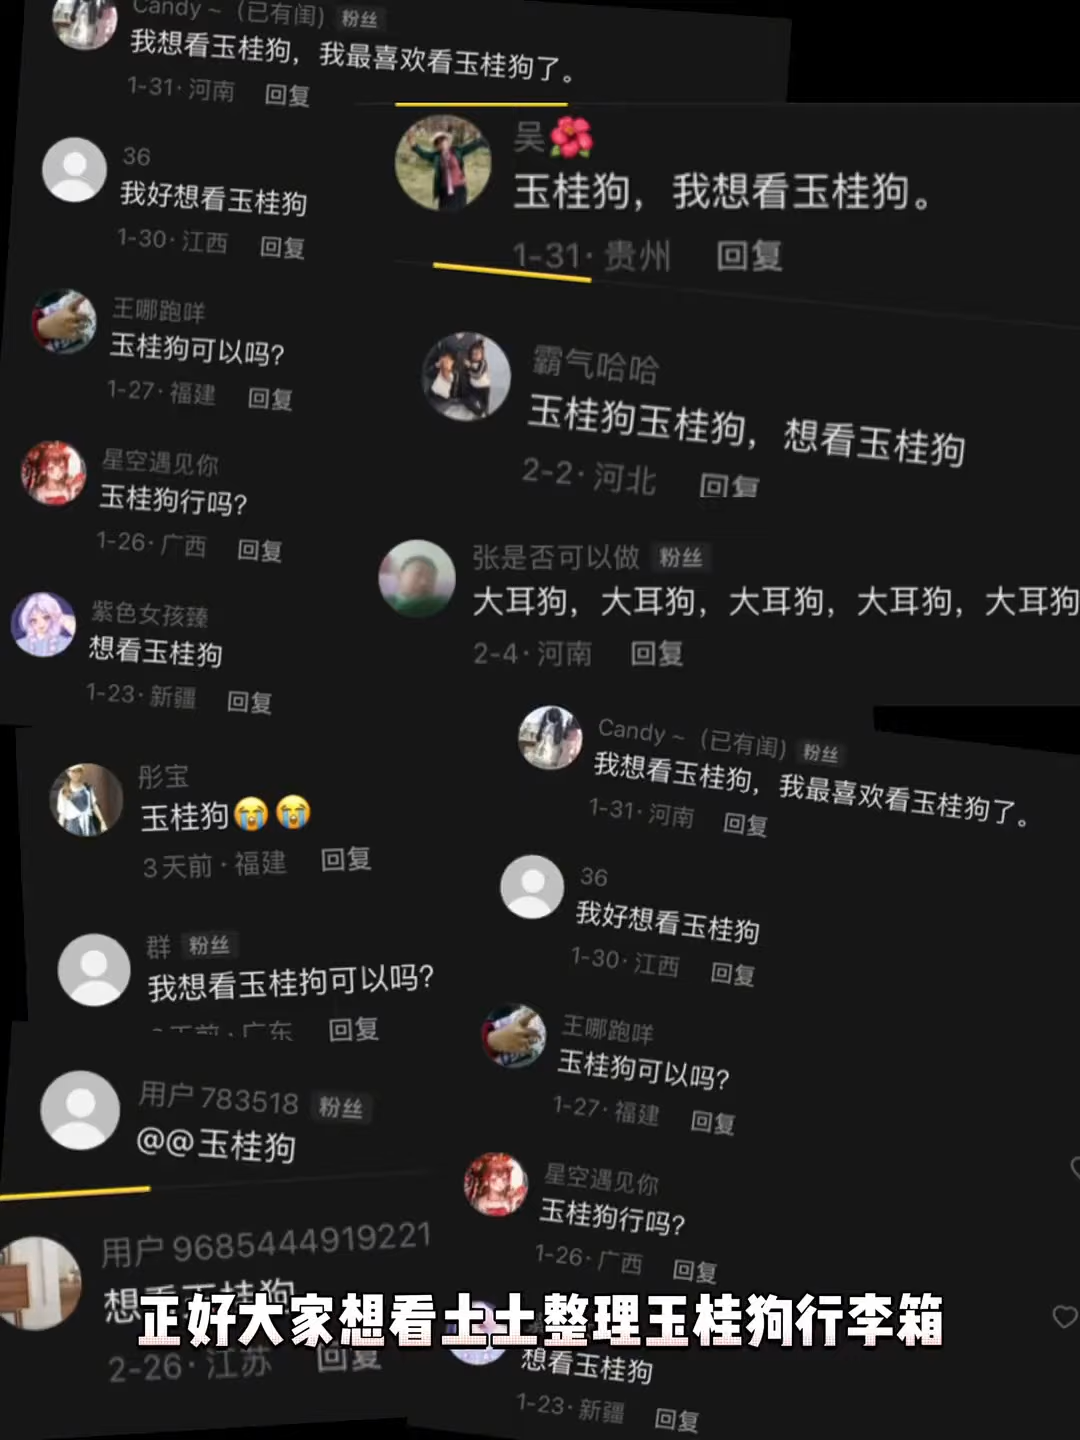 Candy ~（已有闺） 粉丝
我想看玉桂狗，我最喜欢看玉桂狗了。
1-31·河南 回复
36
我好想看玉桂狗
1-30·江西 回复
王哪跑咩
玉桂狗可以吗？
1-27·福建 回复
星空遇见你
玉桂狗行吗？
1-26·广西 回复
紫色女孩臻
想看玉桂狗
1-23·新疆 回复
吴🌺
玉桂狗，我想看玉桂狗。
1-31·贵州 回复
霸气哈哈
玉桂狗玉桂狗，想看玉桂狗
2-2·河北 回复
张是否可以做 粉丝
大耳狗，大耳狗，大耳狗，大耳狗，大耳狗
2-4·河南 回复
彤宝
玉桂狗😭😭
3天前·福建 回复
群 粉丝
我想看玉桂拘可以吗？
天前·广东 回复
用户783518 粉丝
@@玉桂狗
用户9685444919221
想看玉桂狗
2-26·江苏 回复
Candy ~（已有闺） 粉丝
我想看玉桂狗，我最喜欢看玉桂狗了。
1-31·河南 回复
36
我好想看玉桂狗
1-30·江西 回复
王哪跑咩
玉桂狗可以吗？
1-27·福建 回复
星空遇见你
玉桂狗行吗？
1-26·广西 回复
想看玉桂狗
1-23·新疆 回复
正好大家想看土土整理玉桂狗行李箱